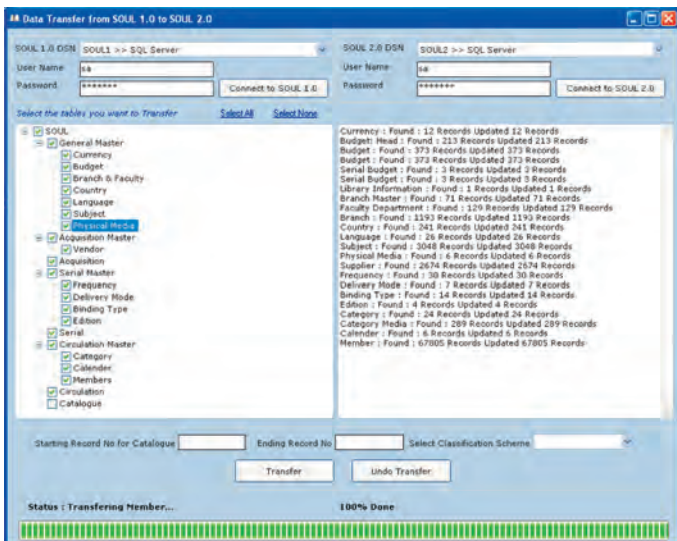 Data Transfer from SOUL 1.0 to SOUL 2.0
SOUL 1.0 DSN SOUL1 >> SQL Server
User Name sa
Password *******
Connect to SOUL 1.0
SOUL 2.0 DSN SOUL2 >> SQL Server
User Name sa
Password *******
Connect to SOUL 2.0
Select the tables you want to Transfer Select All Select None
SOUL
General Master
Currency
Budget
Branch & Faculty
Country
Language
Subject
Physical Media
Acquisition Master
Vendor
Acquisition
Serial Master
Frequency
Delivery Mode
Binding Type
Edition
Serial
Circulation Master
Category
Calender
Members
Circulation
Catalogue
Currency : Found : 12 Records Updated 12 Records
Budget Head : Found : 213 Records Updated 213 Records
Budget : Found : 373 Records Updated 373 Records
Budget : Found : 373 Records Updated 373 Records
Serial Budget : Found : 3 Records Updated 3 Records
Serial Budget : Found : 3 Records Updated 3 Records
Library Information : Found : 1 Records Updated 1 Records
Branch Master : Found : 71 Records Updated 71 Records
Faculty Department : Found : 129 Records Updated 129 Records
Branch : Found : 1193 Records Updated 1193 Records
Country : Found : 241 Records Updated 241 Records
Language : Found : 26 Records Updated 26 Records
Subject : Found : 3048 Records Updated 3048 Records
Physical Media : Found : 6 Records Updated 6 Records
Supplier : Found : 2674 Records Updated 2674 Records
Frequency : Found : 30 Records Updated 30 Records
Delivery Mode : Found : 7 Records Updated 7 Records
Binding Type : Found : 14 Records Updated 14 Records
Edition : Found : 4 Records Updated 4 Records
Category : Found : 24 Records Updated 24 Records
Category Media : Found : 289 Records Updated 289 Records
Calender : Found : 6 Records Updated 6 Records
Member : Found : 67805 Records Updated 67805 Records
Starting Record No for Catalogue Ending Record No Select Classification Scheme
Transfer Undo Transfer
Status : Transfering Member... 100% Done